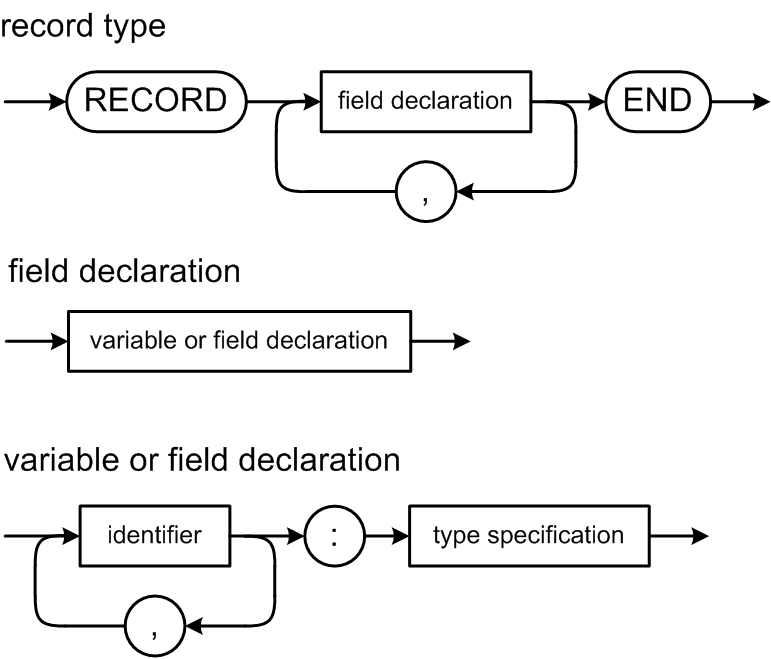 record type
RECORD field declaration END
,
field declaration
variable or field declaration
variable or field declaration
identifier : type specification
,